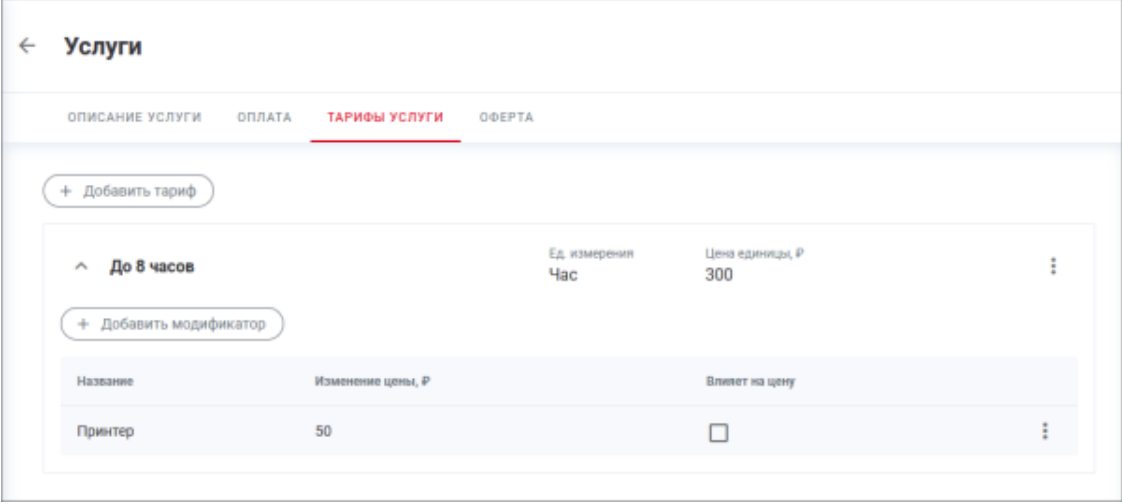 Услуги
ОПИСАНИЕ УСЛУГИ ОПЛАТА ТАРИФЫ УСЛУГИ ОФЕРТА
+ Добавить тариф
До 8 часов
Ед. измерения
Час
Цена единицы, ₽
300
+ Добавить модификатор
Название Изменение цены, ₽ Влияет на цену
Принтер 50